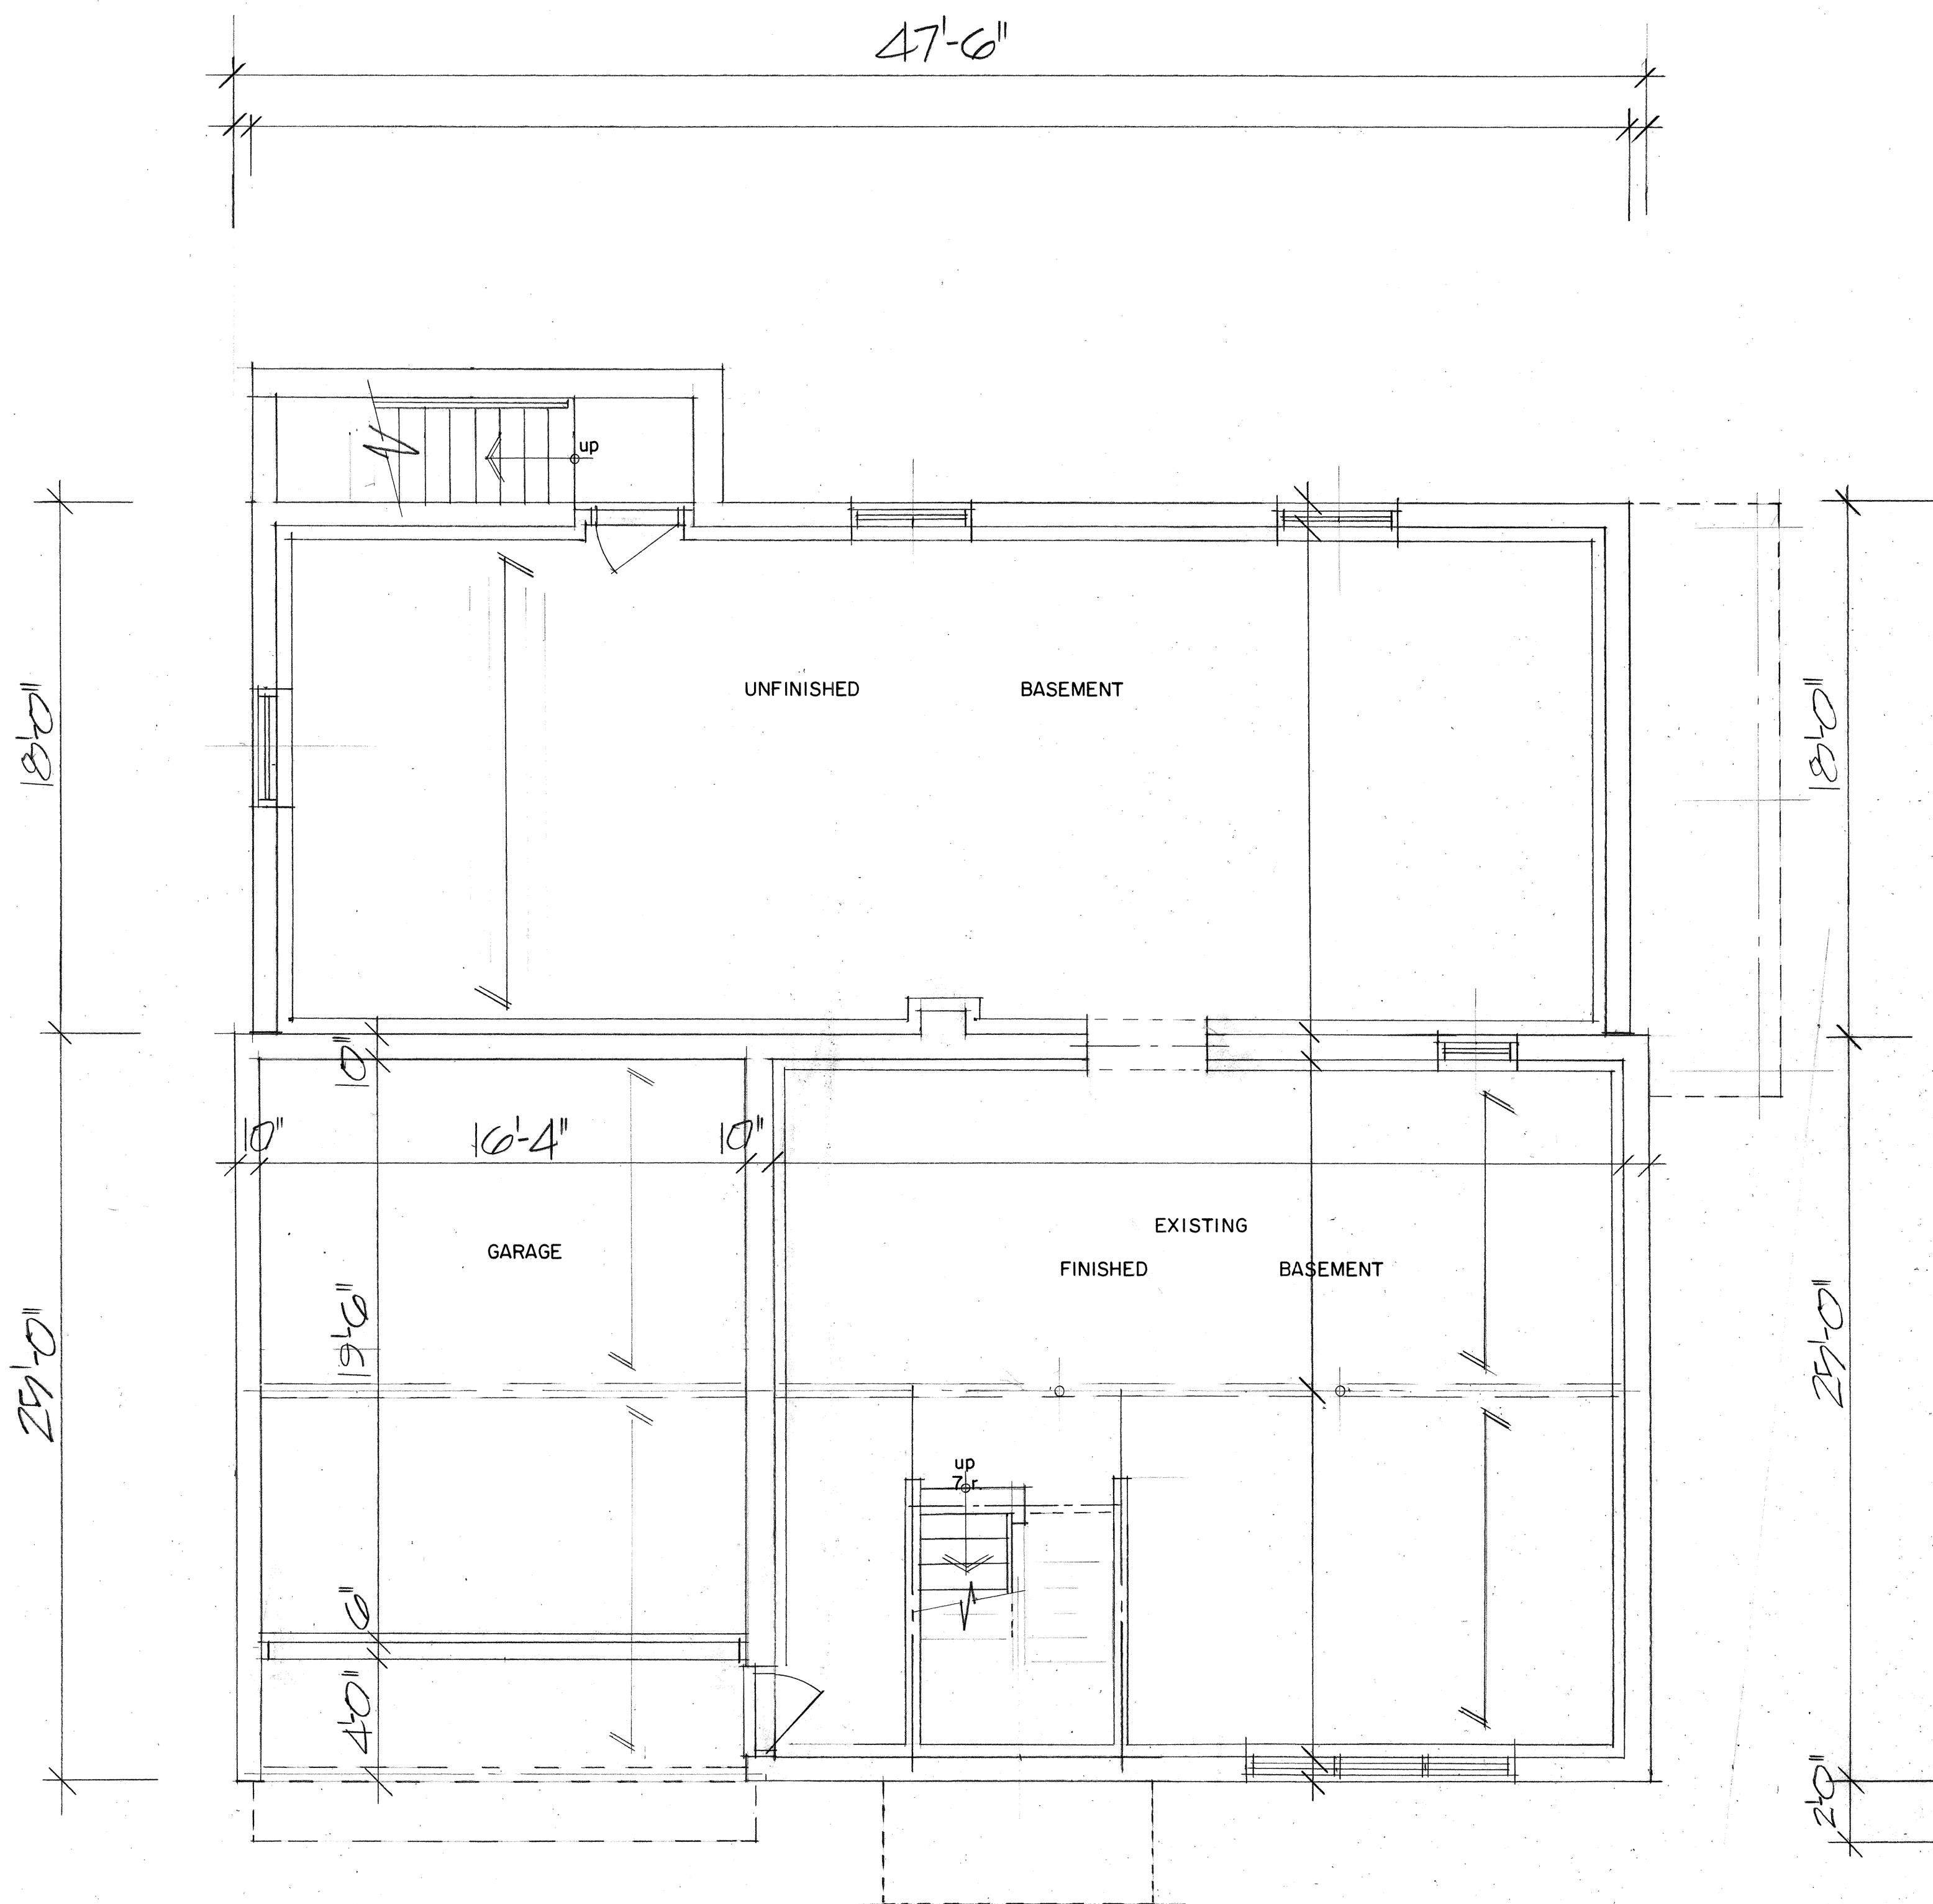 47'-6"
up
UNFINISHED BASEMENT
18'-0"
18'-0"
10"
10"
16'-4"
10"
EXISTING
GARAGE
FINISHED BASEMENT
19'-6"
25'-0"
25'-0"
up
7 r.
6"
4'-0"
2'-0"